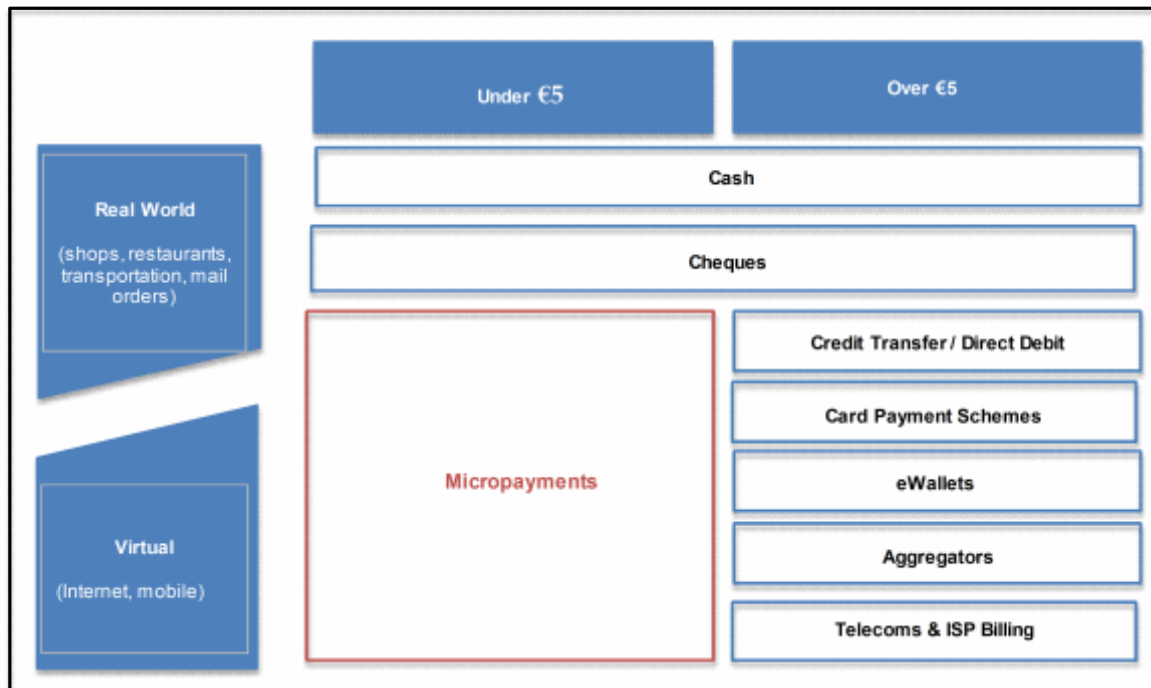 Under €5
Over €5
Real World
(shops, restaurants,
transportation, mail
orders)
Cash
Cheques
Micropayments
Credit Transfer / Direct Debit
Card Payment Schemes
eWallets
Aggregators
Telecoms & ISP Billing
Virtual
(Internet, mobile)